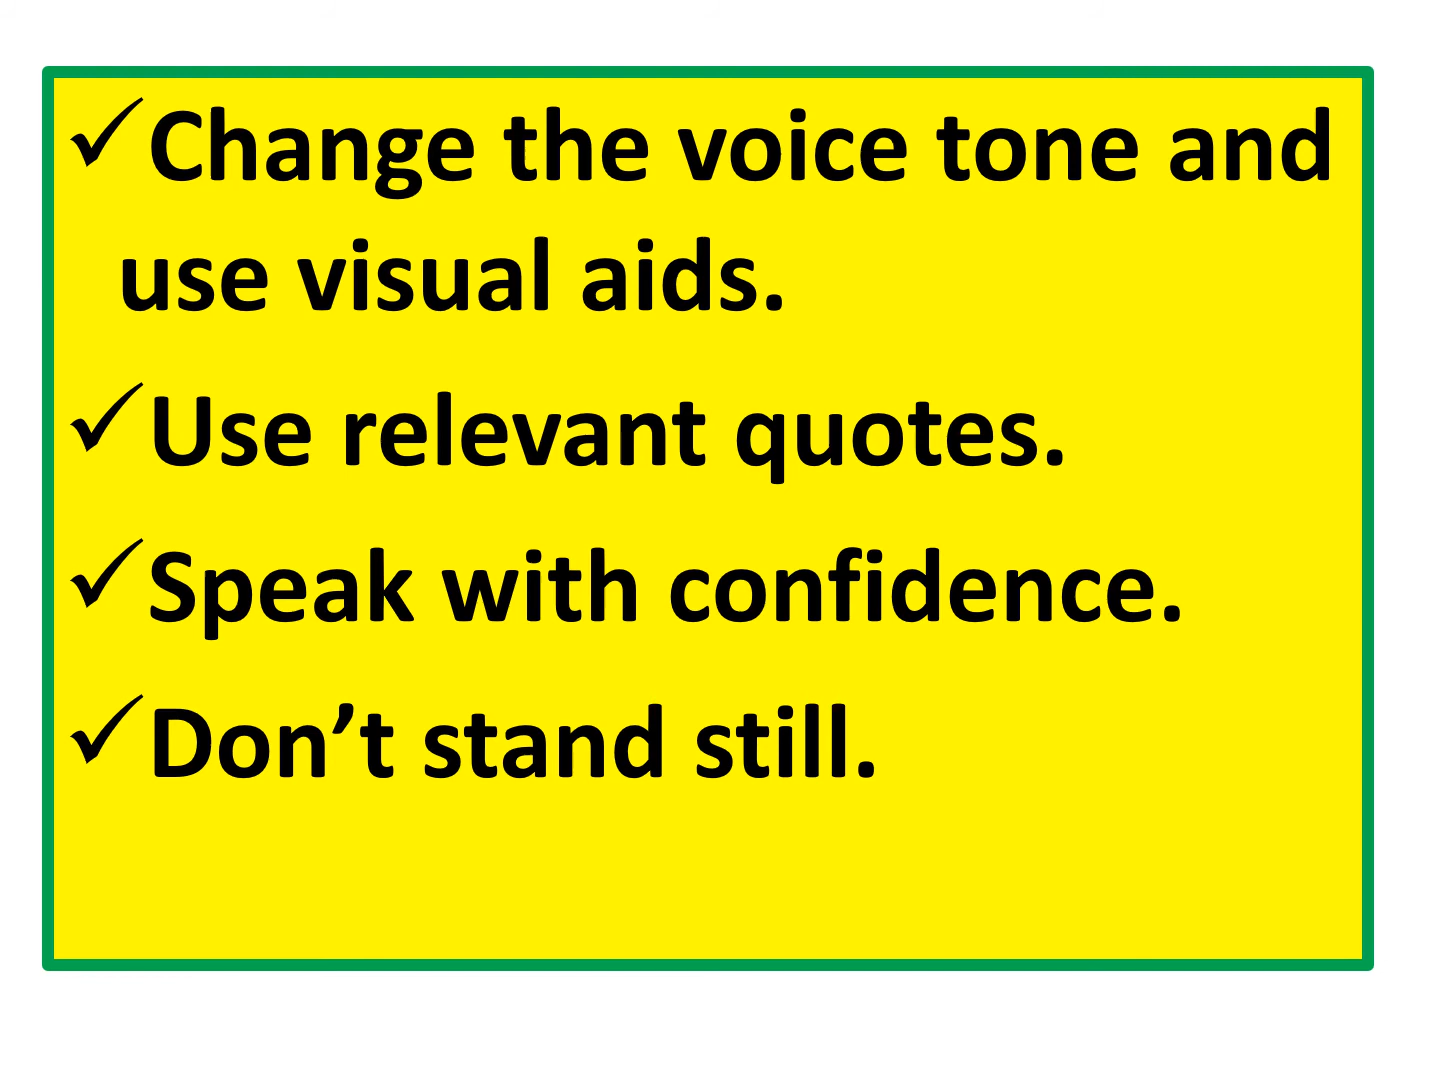 ✓Change the voice tone and
use visual aids.
✓Use relevant quotes.
✓Speak with confidence.
✓Don’t stand still.